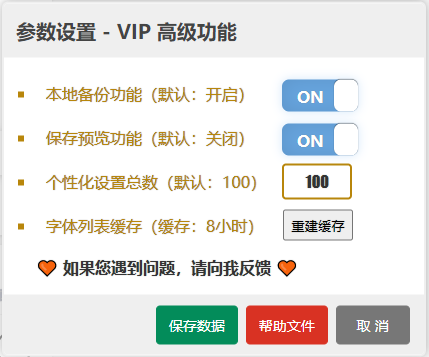 参数设置 - VIP 高级功能
本地备份功能（默认：开启） ON
保存预览功能（默认：关闭） ON
个性化设置总数（默认：100） 100
字体列表缓存（缓存：8小时） 重建缓存
如果您遇到问题，请向我反馈
保存数据 帮助文件 取 消